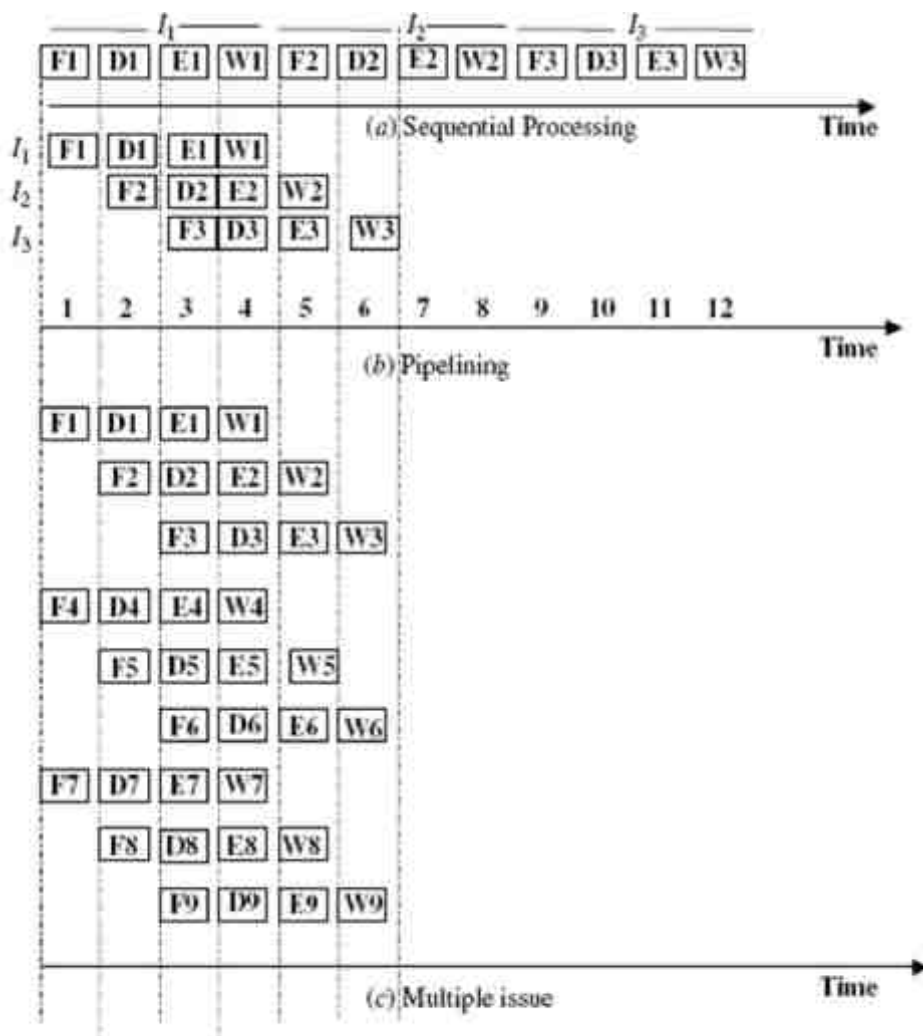 I1 I2 I3
F1 D1 E1 W1 F2 D2 E2 W2 F3 D3 E3 W3
(a) Sequential Processing Time
I1 F1 D1 E1 W1
I2 F2 D2 E2 W2
I3 F3 D3 E3 W3
1 2 3 4 5 6 7 8 9 10 11 12
Time
(b) Pipelining
F1 D1 E1 W1
F2 D2 E2 W2
F3 D3 E3 W3
F4 D4 E4 W4
F5 D5 E5 W5
F6 D6 E6 W6
F7 D7 E7 W7
F8 D8 E8 W8
F9 D9 E9 W9
Time
(c) Multiple issue